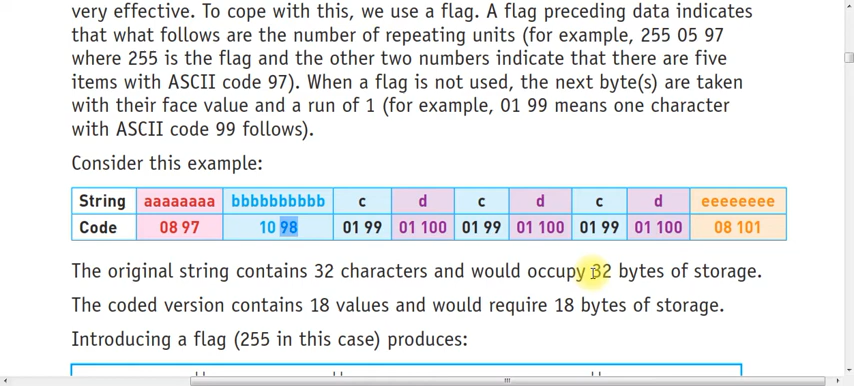 very effective. To cope with this, we use a flag. A flag preceding data indicates
that what follows are the number of repeating units (for example, 255 05 97
where 255 is the flag and the other two numbers indicate that there are five
items with ASCII code 97). When a flag is not used, the next byte(s) are taken
with their face value and a run of 1 (for example, 01 99 means one character
with ASCII code 99 follows).
Consider this example:
String aaaaaaaa bbbbbbbbbb c d c d c d eeeeeeee
Code 08 97 10 98 01 99 01 100 01 99 01 100 01 99 01 100 08 101
The original string contains 32 characters and would occupy 32 bytes of storage.
The coded version contains 18 values and would require 18 bytes of storage.
Introducing a flag (255 in this case) produces: